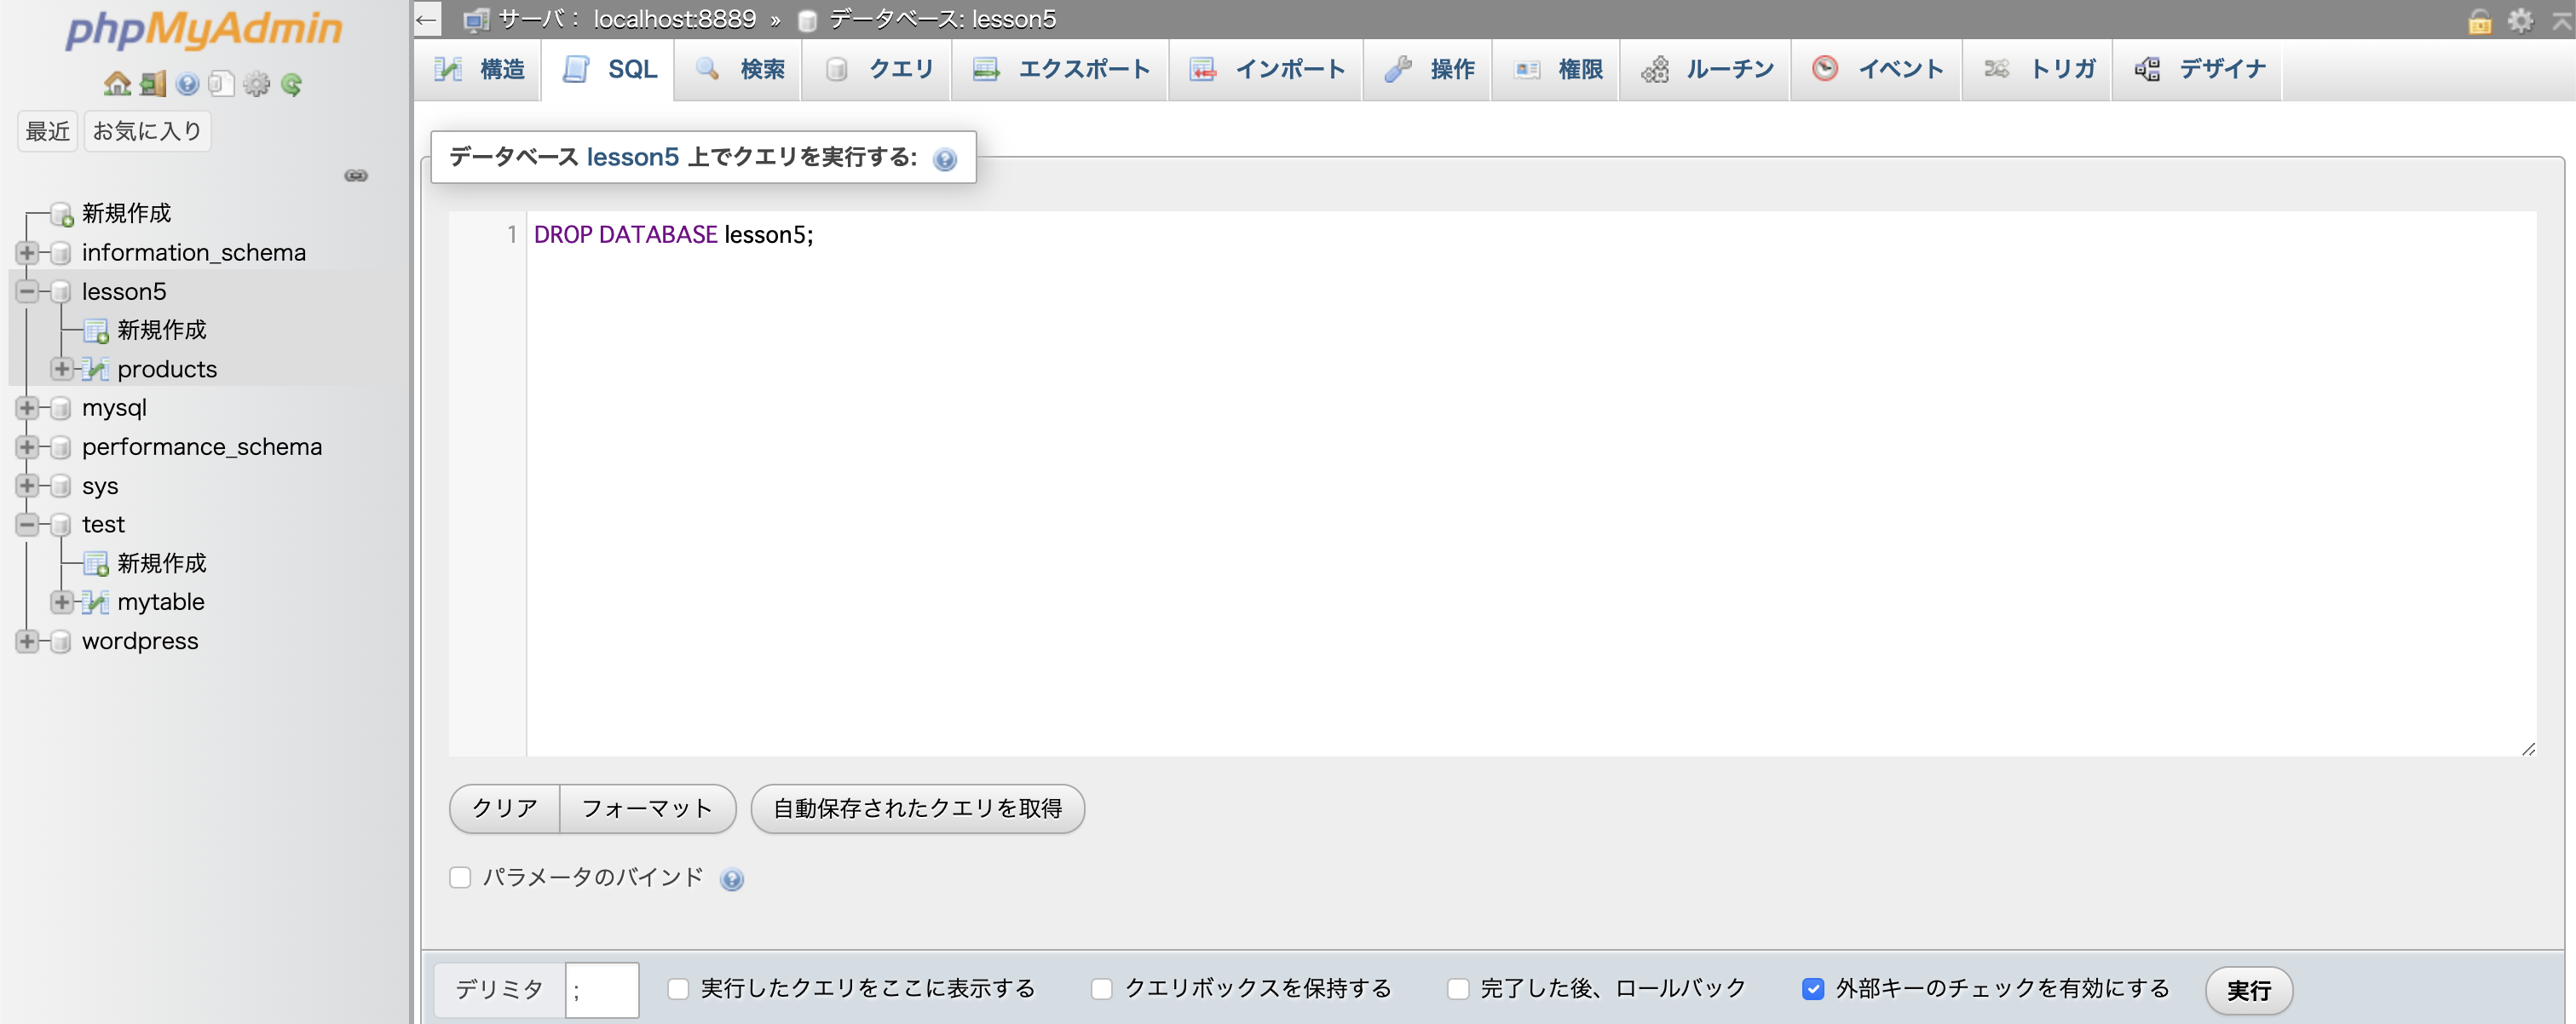 phpMyAdmin
最近 お気に入り
新規作成
information_schema
lesson5
新規作成
products
mysql
performance_schema
sys
test
新規作成
mytable
wordpress
サーバ： localhost:8889 » データベース: lesson5
構造 SQL 検索 クエリ エクスポート インポート 操作 権限 ルーチン イベント トリガ デザイナ
データベース lesson5 上でクエリを実行する:
1 DROP DATABASE lesson5;
クリア フォーマット 自動保存されたクエリを取得
パラメータのバインド
デリミタ ; 実行したクエリをここに表示する クエリボックスを保持する 完了した後、ロールバック 外部キーのチェックを有効にする 実行